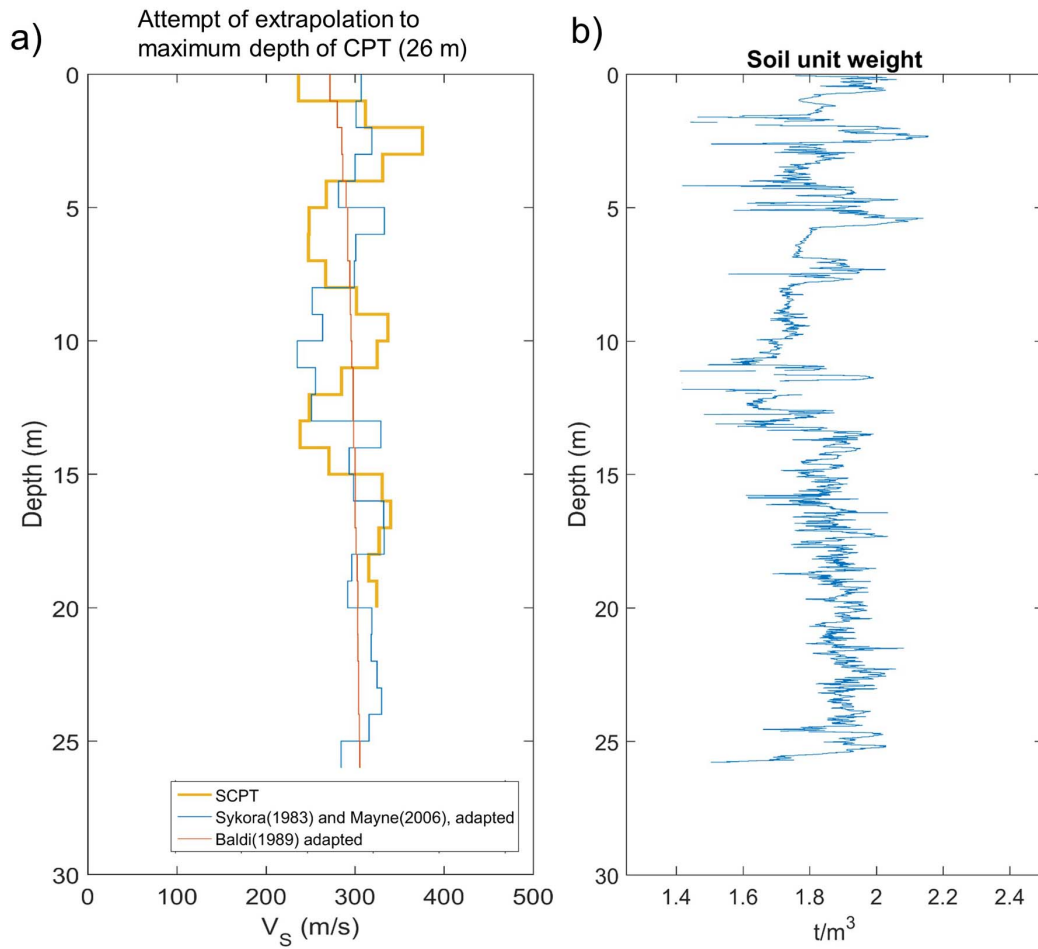 a)
Attempt of extrapolation to
maximum depth of CPT (26 m)
0
5
10
15
20
25
30
Depth (m)
SCPT
Sykora(1983) and Mayne(2006), adapted
Baldi(1989) adapted
0 100 200 300 400 500
V_S (m/s)
b)
Soil unit weight
0
5
10
15
20
25
30
Depth (m)
1.4 1.6 1.8 2 2.2 2.4
t/m³